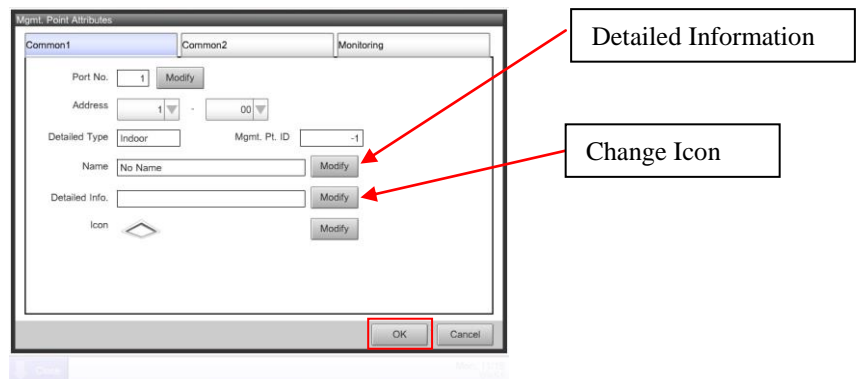 Mgmt. Point Attributes
Common1 Common2 Monitoring
Port No. 1 Modify
Address 1 - 00
Detailed Type Indoor Mgmt. Pt. ID -1
Name No Name Modify
Detailed Info. Modify
Icon Modify
OK Cancel
Detailed Information
Change Icon